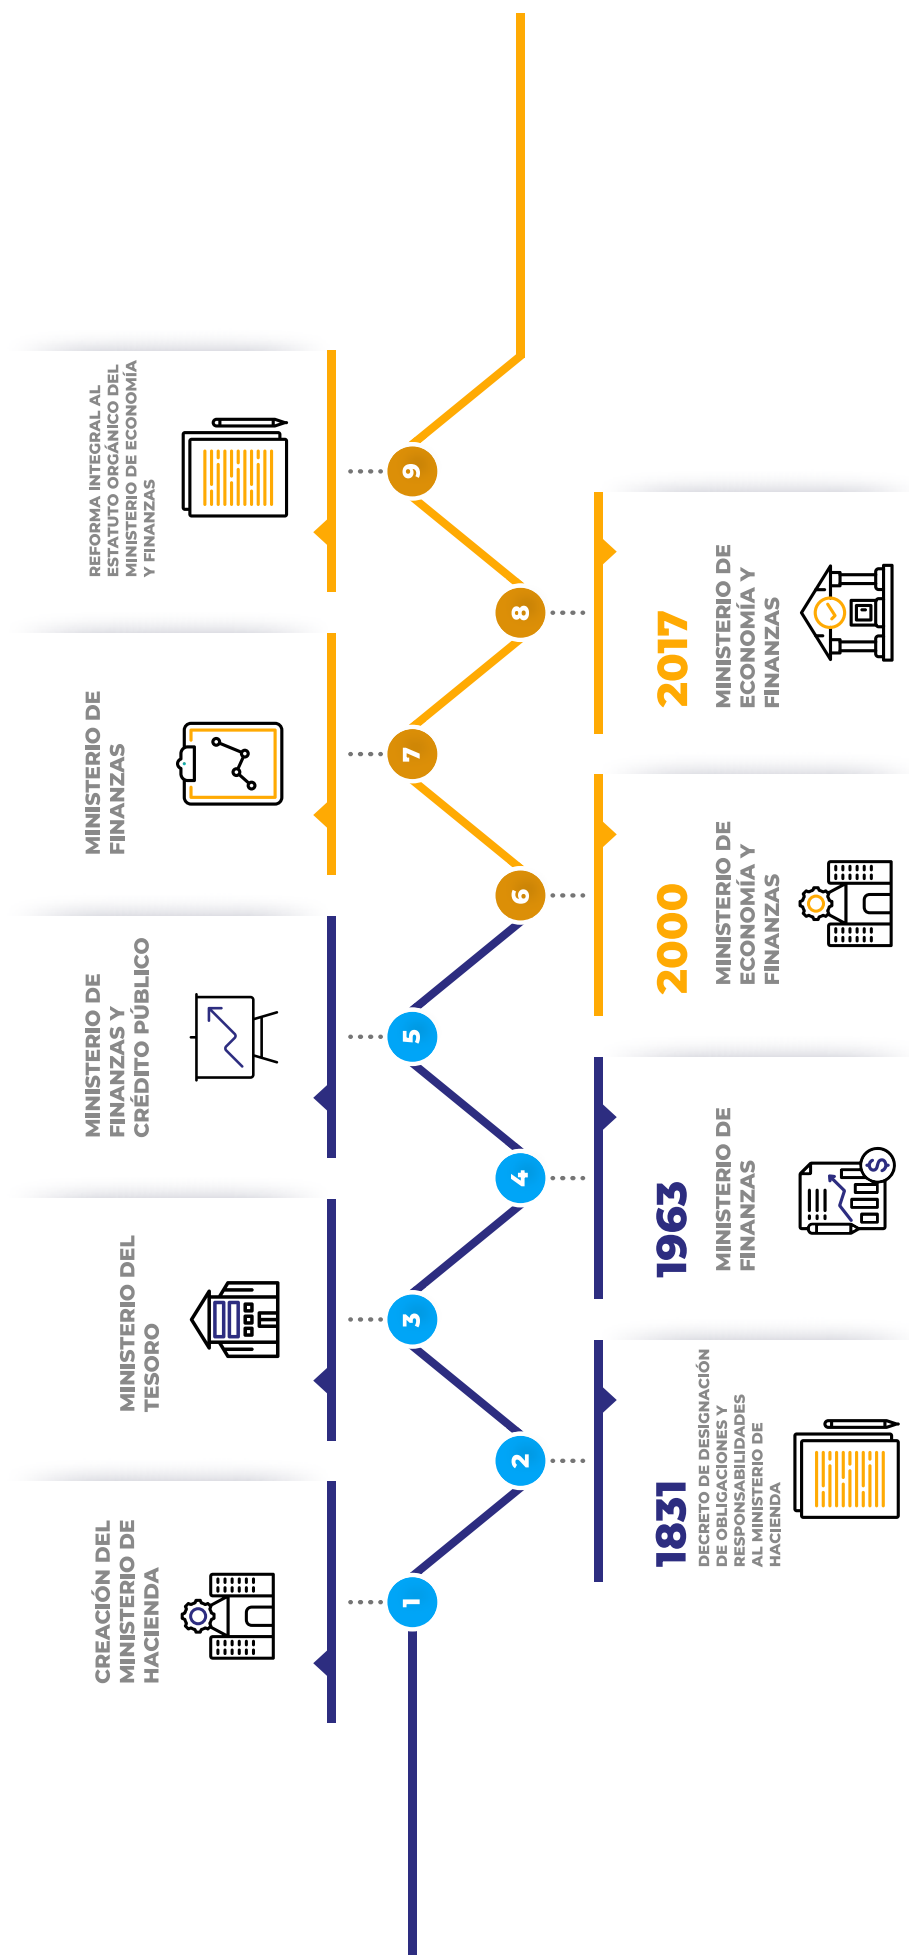 1
CREACIÓN DEL
MINISTERIO DE
HACIENDA
2
1831
DECRETO DE DESIGNACIÓN
DE OBLIGACIONES Y
RESPONSABILIDADES
AL MINISTERIO DE
HACIENDA
3
MINISTERIO DEL
TESORO
4
1963
MINISTERIO DE
FINANZAS
$
5
MINISTERIO DE
FINANZAS Y
CRÉDITO PÚBLICO
6
2000
MINISTERIO DE
ECONOMÍA Y
FINANZAS
7
MINISTERIO DE
FINANZAS
8
2017
MINISTERIO DE
ECONOMÍA Y
FINANZAS
9
REFORMA INTEGRAL AL
ESTATUTO ORGÁNICO DEL
MINISTERIO DE ECONOMÍA
Y FINANZAS